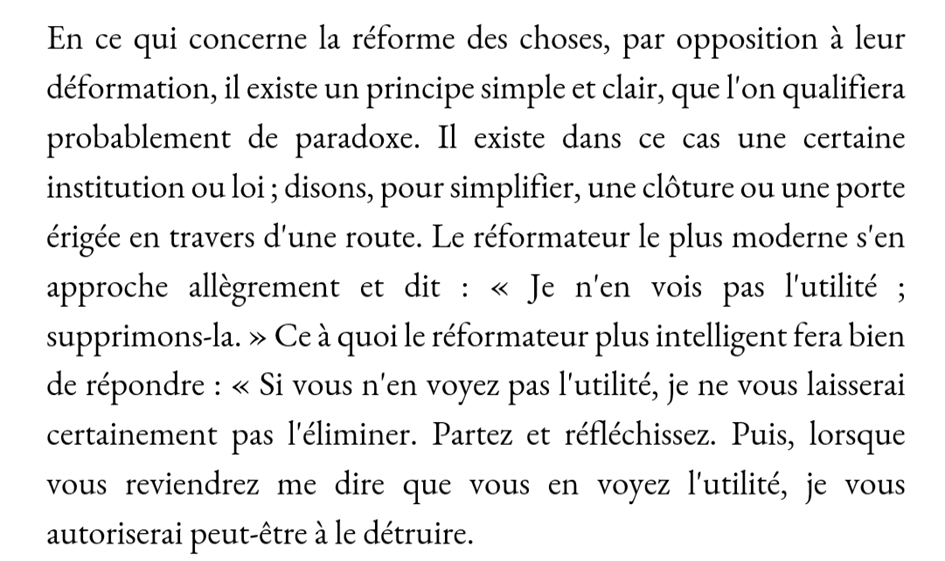 En ce qui concerne la réforme des choses, par opposition à leur
déformation, il existe un principe simple et clair, que l'on qualifiera
probablement de paradoxe. Il existe dans ce cas une certaine
institution ou loi ; disons, pour simplifier, une clôture ou une porte
érigée en travers d'une route. Le réformateur le plus moderne s'en
approche allègrement et dit : « Je n'en vois pas l'utilité ;
supprimons-la. » Ce à quoi le réformateur plus intelligent fera bien
de répondre : « Si vous n'en voyez pas l'utilité, je ne vous laisserai
certainement pas l'éliminer. Partez et réfléchissez. Puis, lorsque
vous reviendrez me dire que vous en voyez l'utilité, je vous
autoriserai peut-être à le détruire.